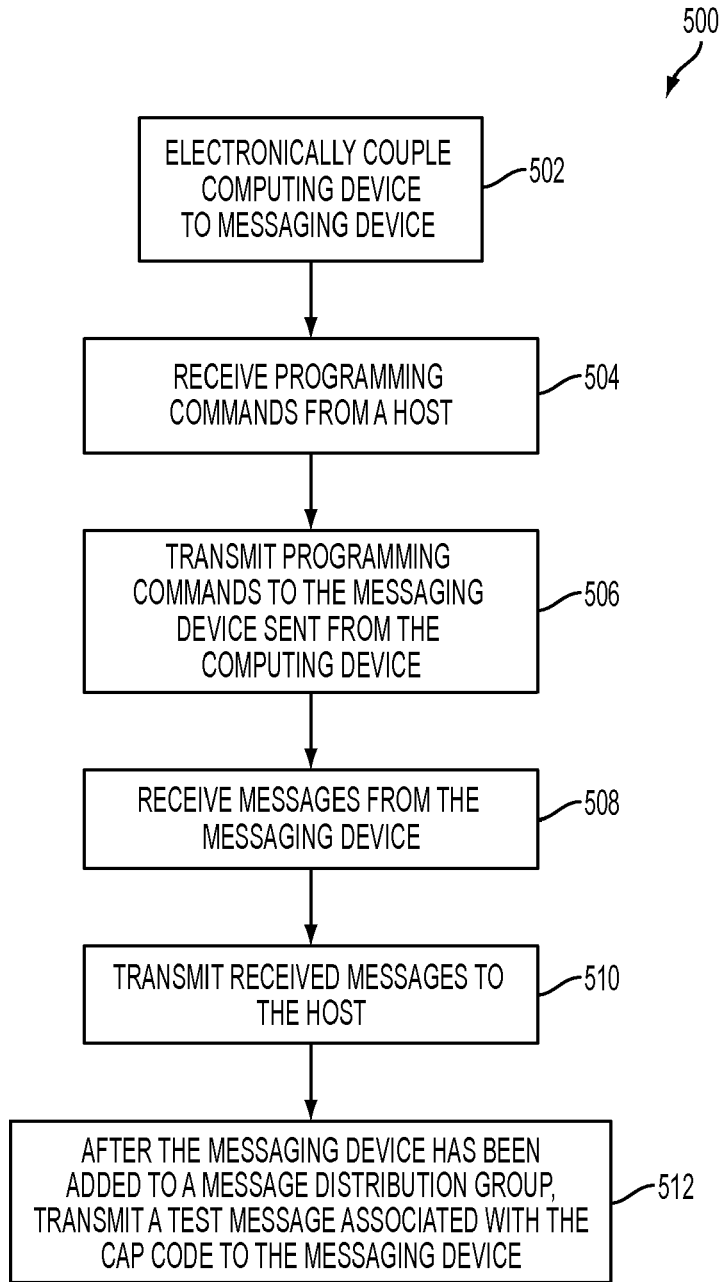 500
ELECTRONICALLY COUPLE
COMPUTING DEVICE
TO MESSAGING DEVICE
502
RECEIVE PROGRAMMING
COMMANDS FROM A HOST
504
TRANSMIT PROGRAMMING
COMMANDS TO THE MESSAGING
DEVICE SENT FROM THE
COMPUTING DEVICE
506
RECEIVE MESSAGES FROM THE
MESSAGING DEVICE
508
TRANSMIT RECEIVED MESSAGES TO
THE HOST
510
AFTER THE MESSAGING DEVICE HAS BEEN
ADDED TO A MESSAGE DISTRIBUTION GROUP,
TRANSMIT A TEST MESSAGE ASSOCIATED WITH THE
CAP CODE TO THE MESSAGING DEVICE
512